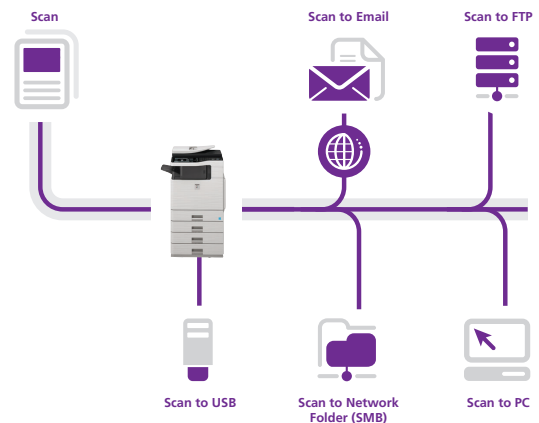 Scan
Scan to Email
Scan to FTP
Scan to USB
Scan to Network
Folder (SMB)
Scan to PC